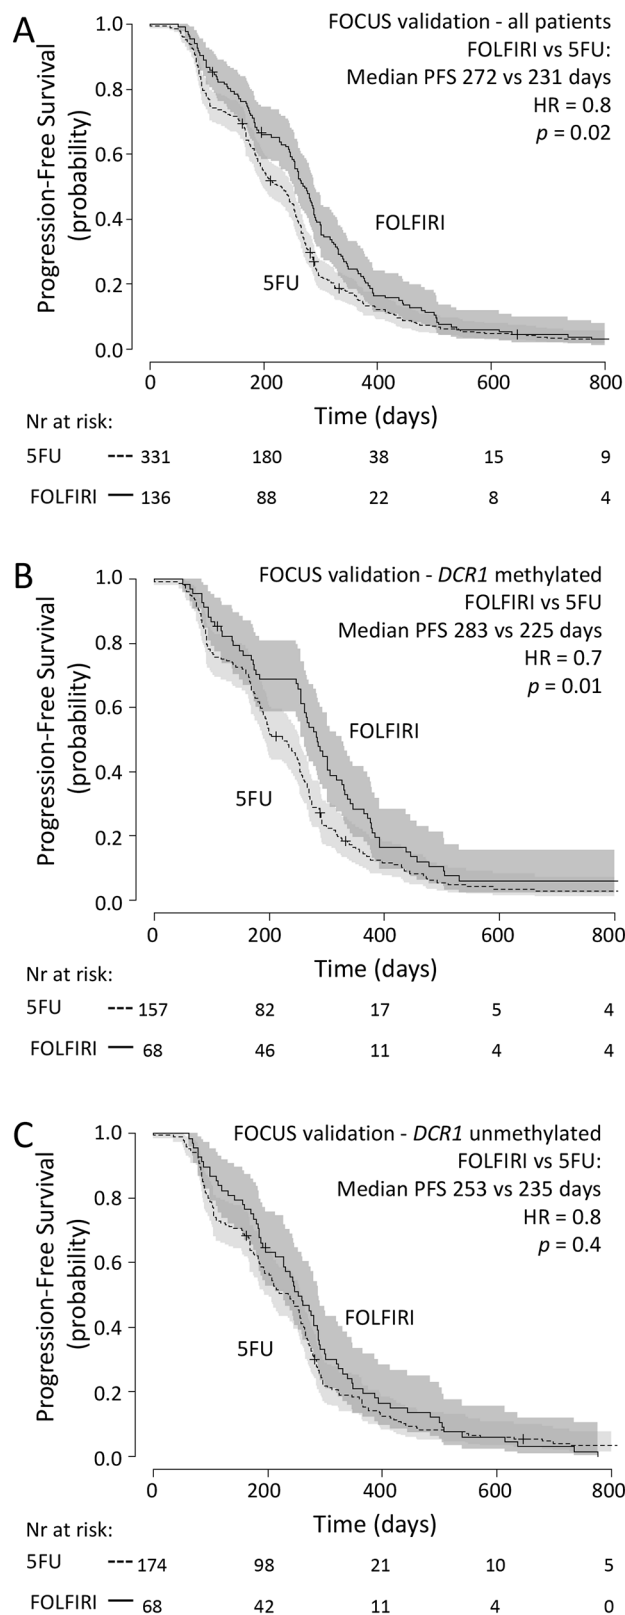 A
FOCUS validation - all patients
FOLFIRI vs 5FU:
Median PFS 272 vs 231 days
HR = 0.8
p = 0.02
Progression-Free Survival
(probability)
1.0
0.8
0.6
0.4
0.2
0.0
FOLFIRI
5FU
0 200 400 600 800
Time (days)
Nr at risk:
5FU 331 180 38 15 9
FOLFIRI 136 88 22 8 4
B
FOCUS validation - DCR1 methylated
FOLFIRI vs 5FU
Median PFS 283 vs 225 days
HR = 0.7
p = 0.01
Progression-Free Survival
(probability)
1.0
0.8
0.6
0.4
0.2
0.0
FOLFIRI
5FU
0 200 400 600 800
Time (days)
Nr at risk:
5FU 157 82 17 5 4
FOLFIRI 68 46 11 4 4
C
FOCUS validation - DCR1 unmethylated
FOLFIRI vs 5FU:
Median PFS 253 vs 235 days
HR = 0.8
p = 0.4
Progression-Free Survival
(probability)
1.0
0.8
0.6
0.4
0.2
0.0
FOLFIRI
5FU
0 200 400 600 800
Time (days)
Nr at risk:
5FU 174 98 21 10 5
FOLFIRI 68 42 11 4 0